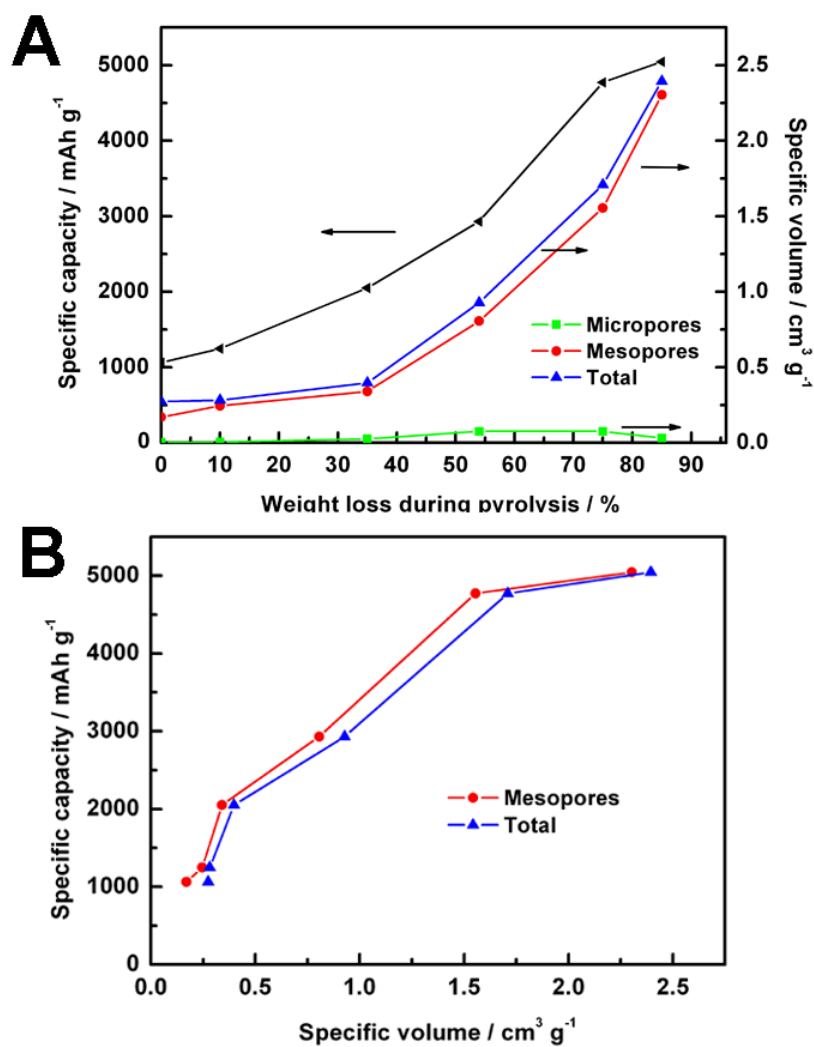 A
Specific capacity / mAh g-1
5000
4000
3000
2000
1000
0
2.5
2.0
1.5
1.0
0.5
0.0
Specific volume / cm3 g-1
Micropores
Mesopores
Total
0 10 20 30 40 50 60 70 80 90
Weight loss during pyrolysis / %
B
Specific capacity / mAh g-1
5000
4000
3000
2000
1000
0
Mesopores
Total
0.0 0.5 1.0 1.5 2.0 2.5
Specific volume / cm3 g-1